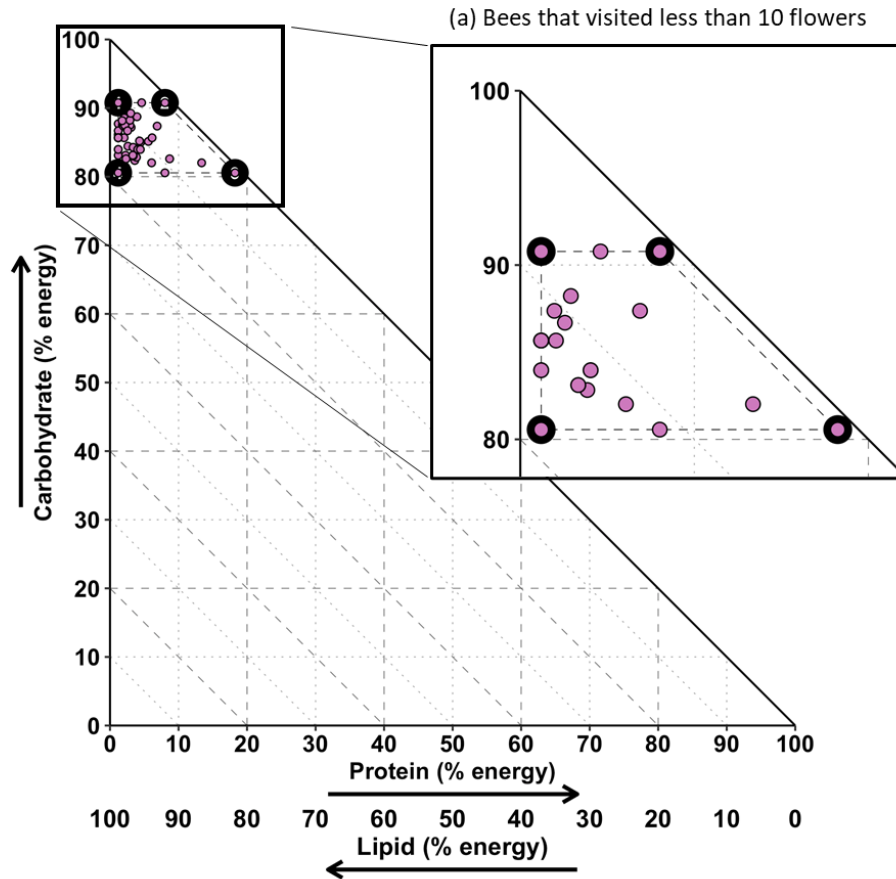 (a) Bees that visited less than 10 flowers
100
90
80
70
60
50
40
30
20
10
0
Carbohydrate (% energy)
100
90
80
0 10 20 30 40 50 60 70 80 90 100
Protein (% energy)
100 90 80 70 60 50 40 30 20 10 0
Lipid (% energy)